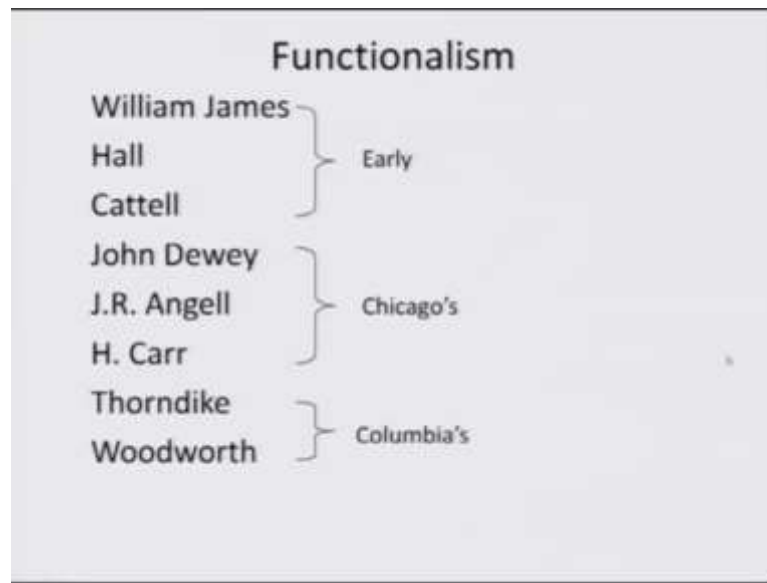 Functionalism
William James
Hall
Early
Cattell
John Dewey
J.R. Angell
Chicago's
H. Carr
Thorndike
Columbia's
Woodworth